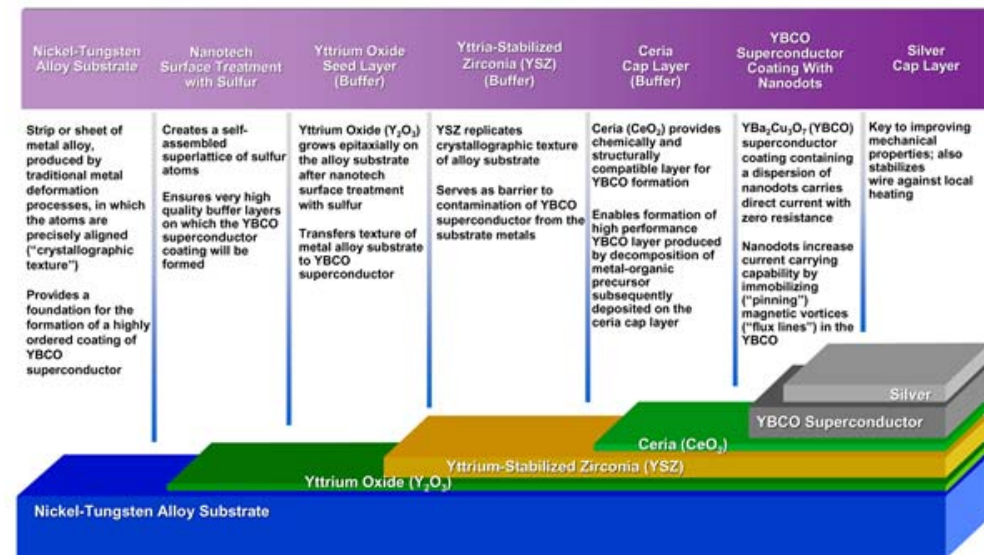 Nickel-Tungsten
Alloy Substrate
Nanotech
Surface Treatment
with Sulfur
Yttrium Oxide
Seed Layer
(Buffer)
Yttria-Stabilized
Zirconia (YSZ)
(Buffer)
Ceria
Cap Layer
(Buffer)
YBCO
Superconductor
Coating With
Nanodots
Silver
Cap Layer
Strip or sheet of
metal alloy,
produced by
traditional metal
deformation
processes, in which
the atoms are
precisely aligned
("crystallographic
texture")
Provides a
foundation for the
formation of a highly
ordered coating of
YBCO
superconductor
Creates a self-
assembled
superlattice of sulfur
atoms
Ensures very high
quality buffer layers
on which the YBCO
superconductor
coating will be
formed
Yttrium Oxide (Y₂O₃)
grows epitaxially on
the alloy substrate
after nanotech
surface treatment
with sulfur
Transfers texture of
metal alloy substrate
to YBCO
superconductor
YSZ replicates
crystallographic texture
of alloy substrate
Serves as barrier to
contamination of YBCO
superconductor from the
substrate metals
Ceria (CeO₂) provides
chemically and
structurally
compatible layer for
YBCO formation
Enables formation of
high performance
YBCO layer produced
by decomposition of
metal-organic
precursor
subsequently
deposited on the
ceria cap layer
YBa₂Cu₃O₇ (YBCO)
superconductor
coating containing
a dispersion of
nanodots carries
direct current with
zero resistance
Nanodots increase
current carrying
capability by
immobilizing
("pinning")
magnetic vortices
("flux lines") in the
YBCO
Key to improving
mechanical
properties; also
stabilizes
wire against local
heating
Silver
YBCO Superconductor
Ceria (CeO₂)
Yttrium-Stabilized Zirconia (YSZ)
Yttrium Oxide (Y₂O₃)
Nickel-Tungsten Alloy Substrate